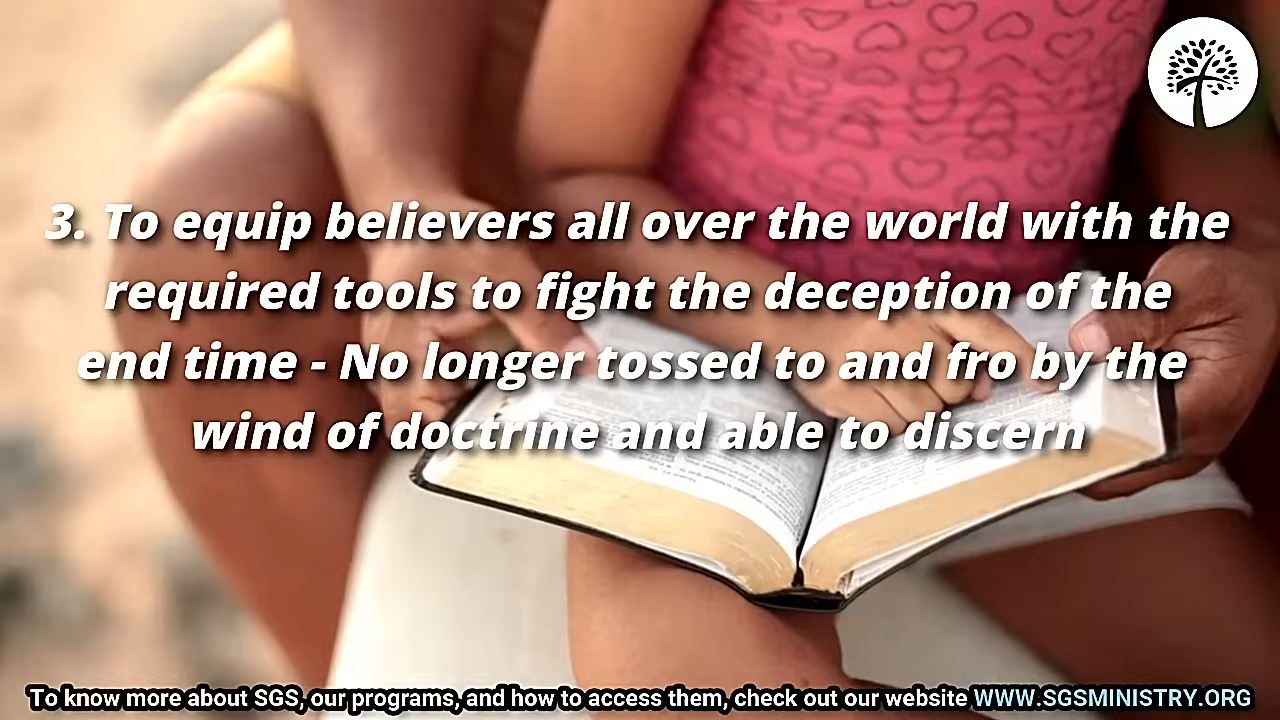 3. To equip believers all over the world with the
required tools to fight the deception of the
end time - No longer tossed to and fro by the
wind of doctrine and able to discern
To know more about SGS, our programs, and how to access them, check out our website WWW.SGSMINISTRY.ORG